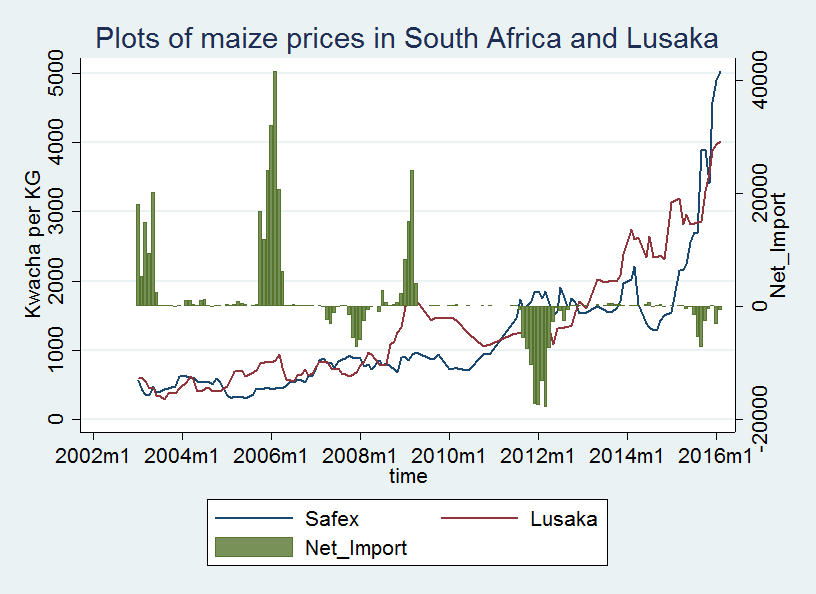 Plots of maize prices in South Africa and Lusaka
Kwacha per KG
5000
4000
3000
2000
1000
0
40000
20000
0
-20000
Net_Import
2002m1 2004m1 2006m1 2008m1 2010m1 2012m1 2014m1 2016m1
time
Safex Lusaka
Net_Import